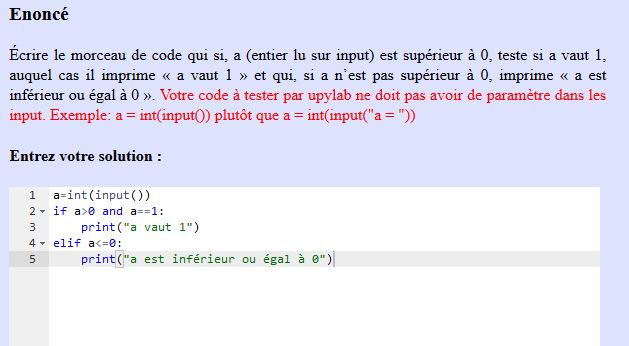 Enoncé
Écrire le morceau de code qui si, a (entier lu sur input) est supérieur à 0, teste si a vaut 1,
auquel cas il imprime « a vaut 1 » et qui, si a n'est pas supérieur à 0, imprime « a est
inférieur ou égal à 0 ». Votre code à tester par upylab ne doit pas avoir de paramètre dans les
input. Exemple: a = int(input()) plutôt que a = int(input("a = "))
Entrez votre solution :
1 a=int(input())
2 if a>0 and a==1:
3 print("a vaut 1")
4 elif a<=0:
5 print("a est inférieur ou égal à 0")